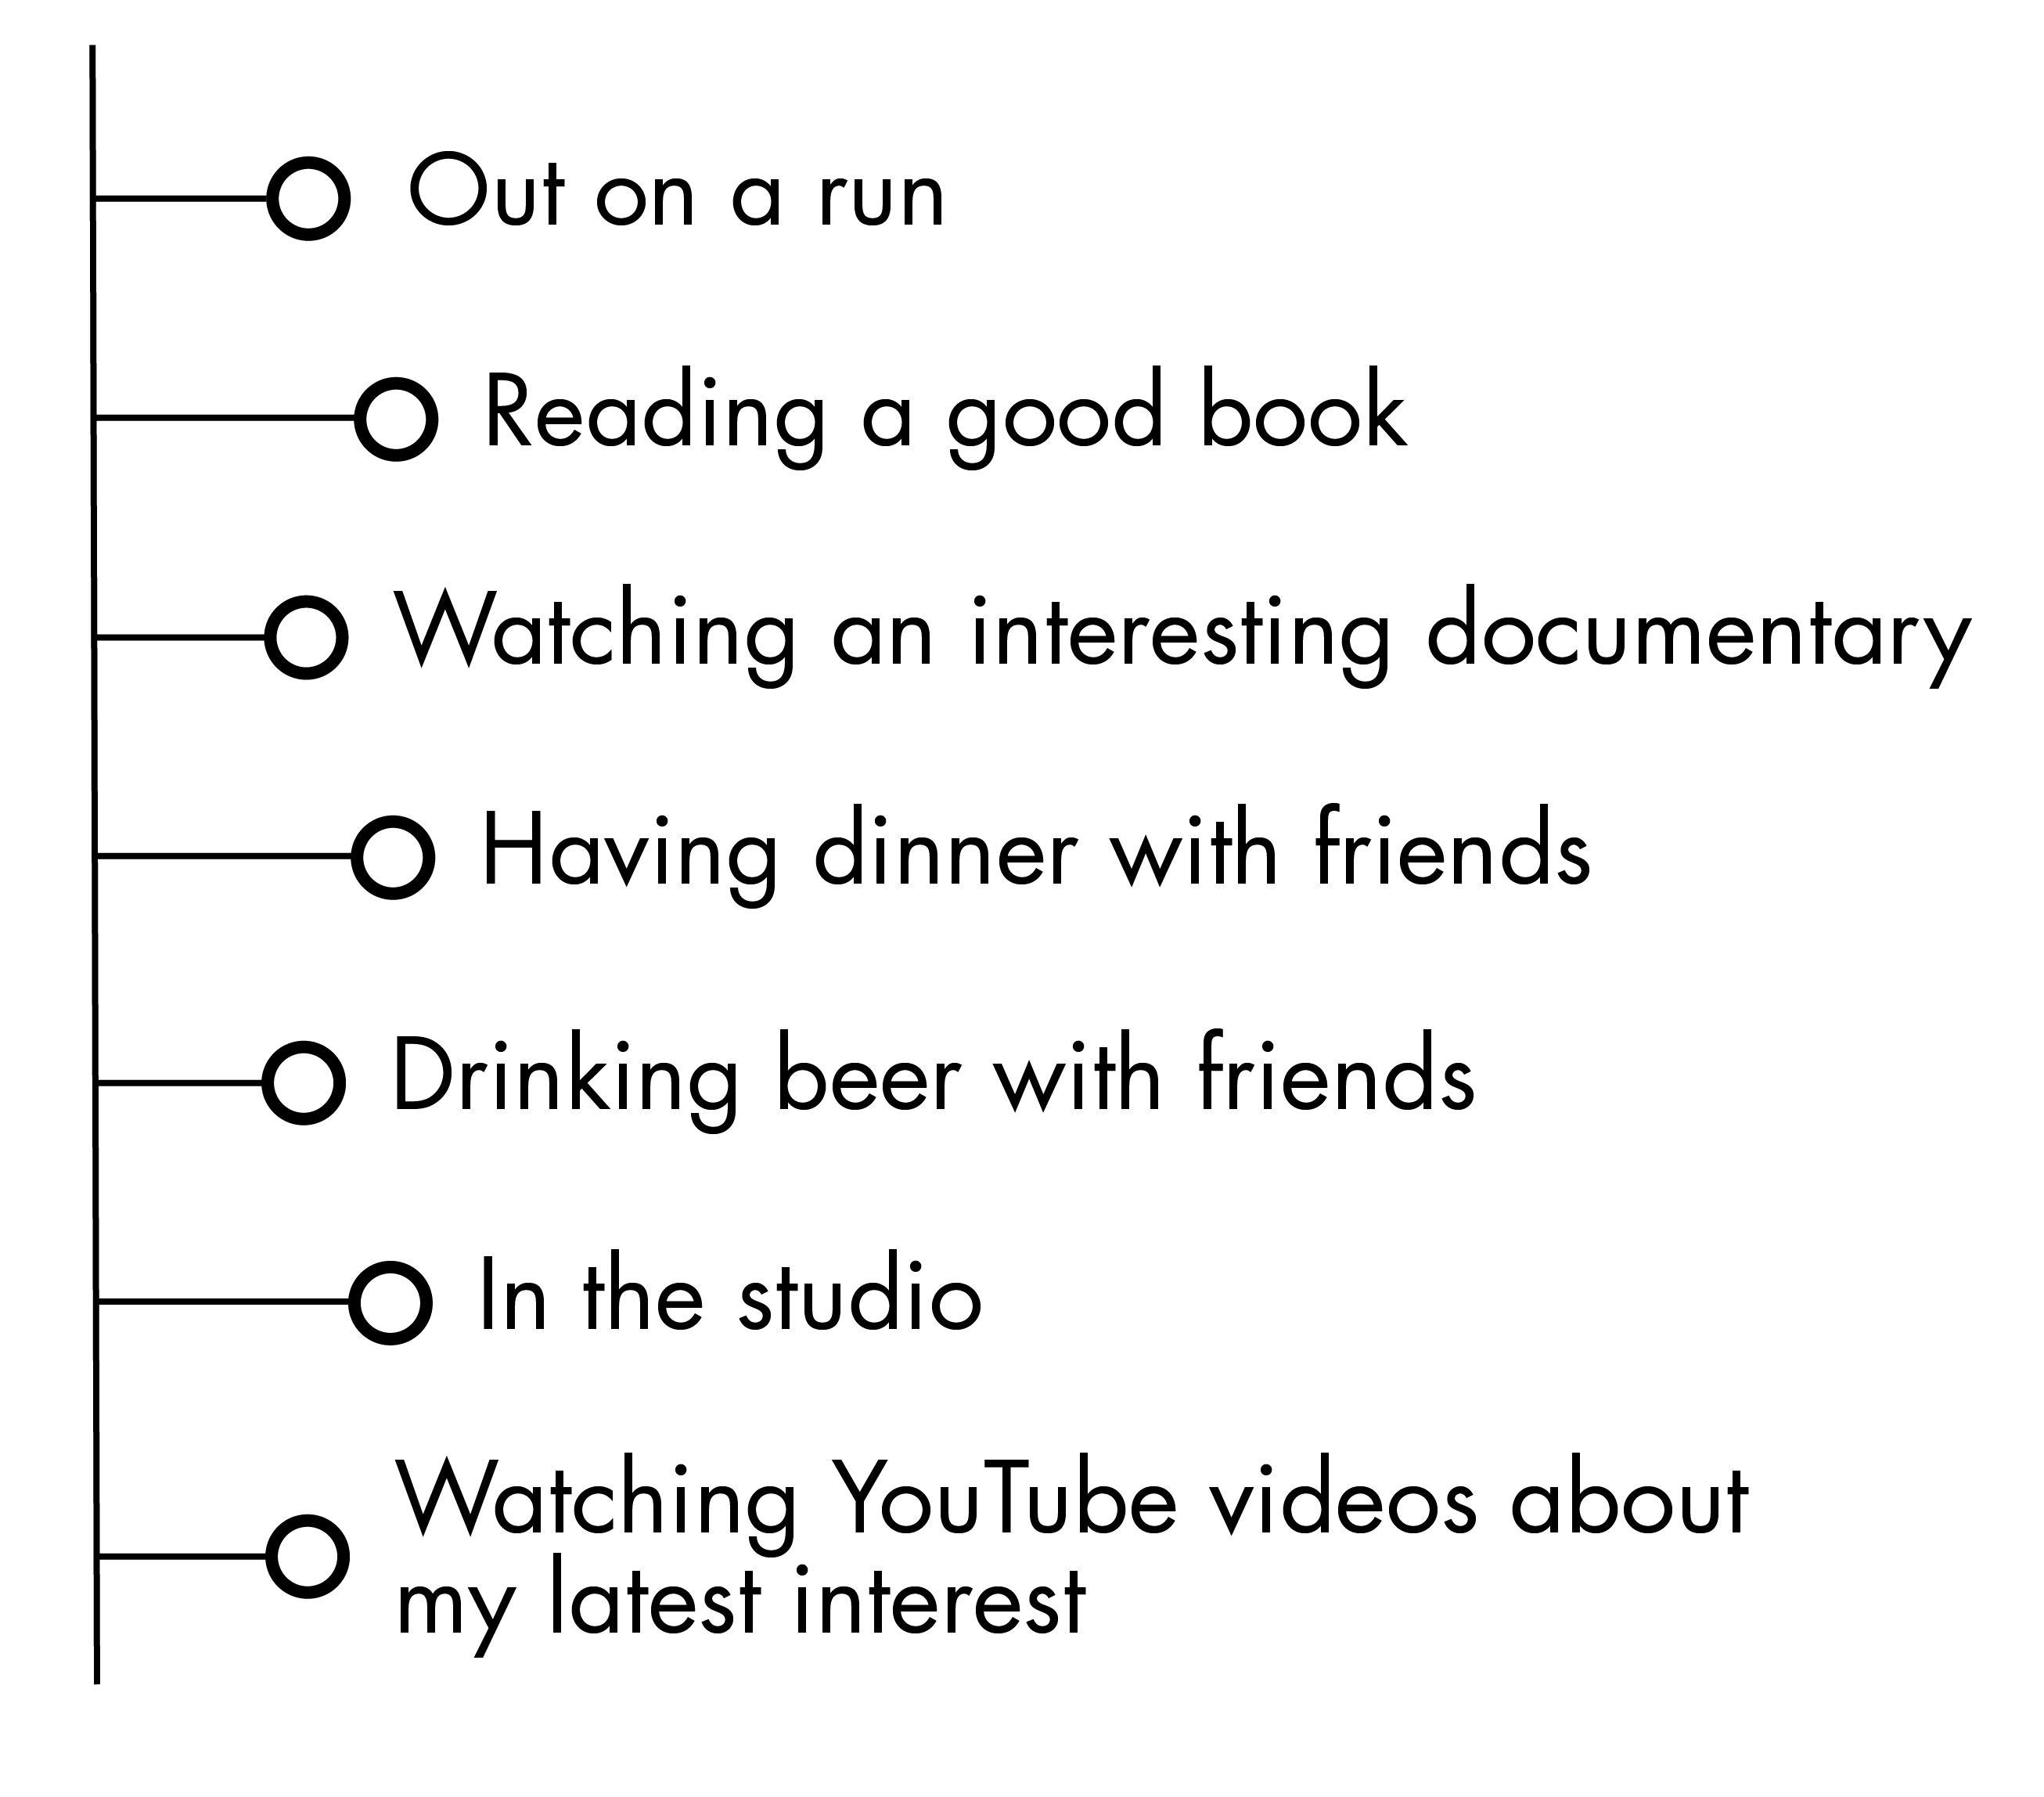 Out on a run
Reading a good book
Watching an interesting documentary
Having dinner with friends
Drinking beer with friends
In the studio
Watching YouTube videos about
my latest interest